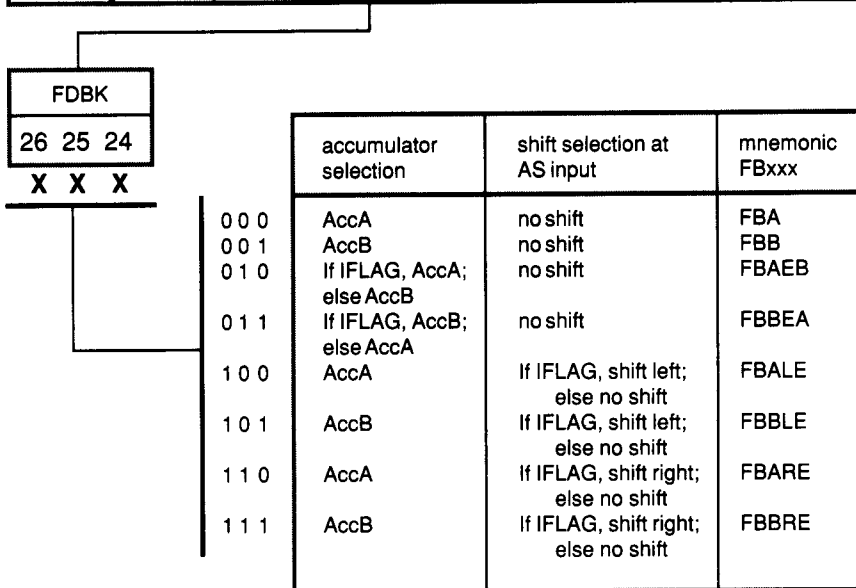 FDBK
26 25 24
X X X
accumulator selection shift selection at AS input mnemonic FBxxx
0 0 0 AccA no shift FBA
0 0 1 AccB no shift FBB
0 1 0 If IFLAG, AccA; no shift FBAEB
else AccB
0 1 1 If IFLAG, AccB; no shift FBBEA
else AccA
1 0 0 AccA If IFLAG, shift left; FBALE
else no shift
1 0 1 AccB If IFLAG, shift left; FBBLE
else no shift
1 1 0 AccA If IFLAG, shift right; FBARE
else no shift
1 1 1 AccB If IFLAG, shift right; FBBRE
else no shift